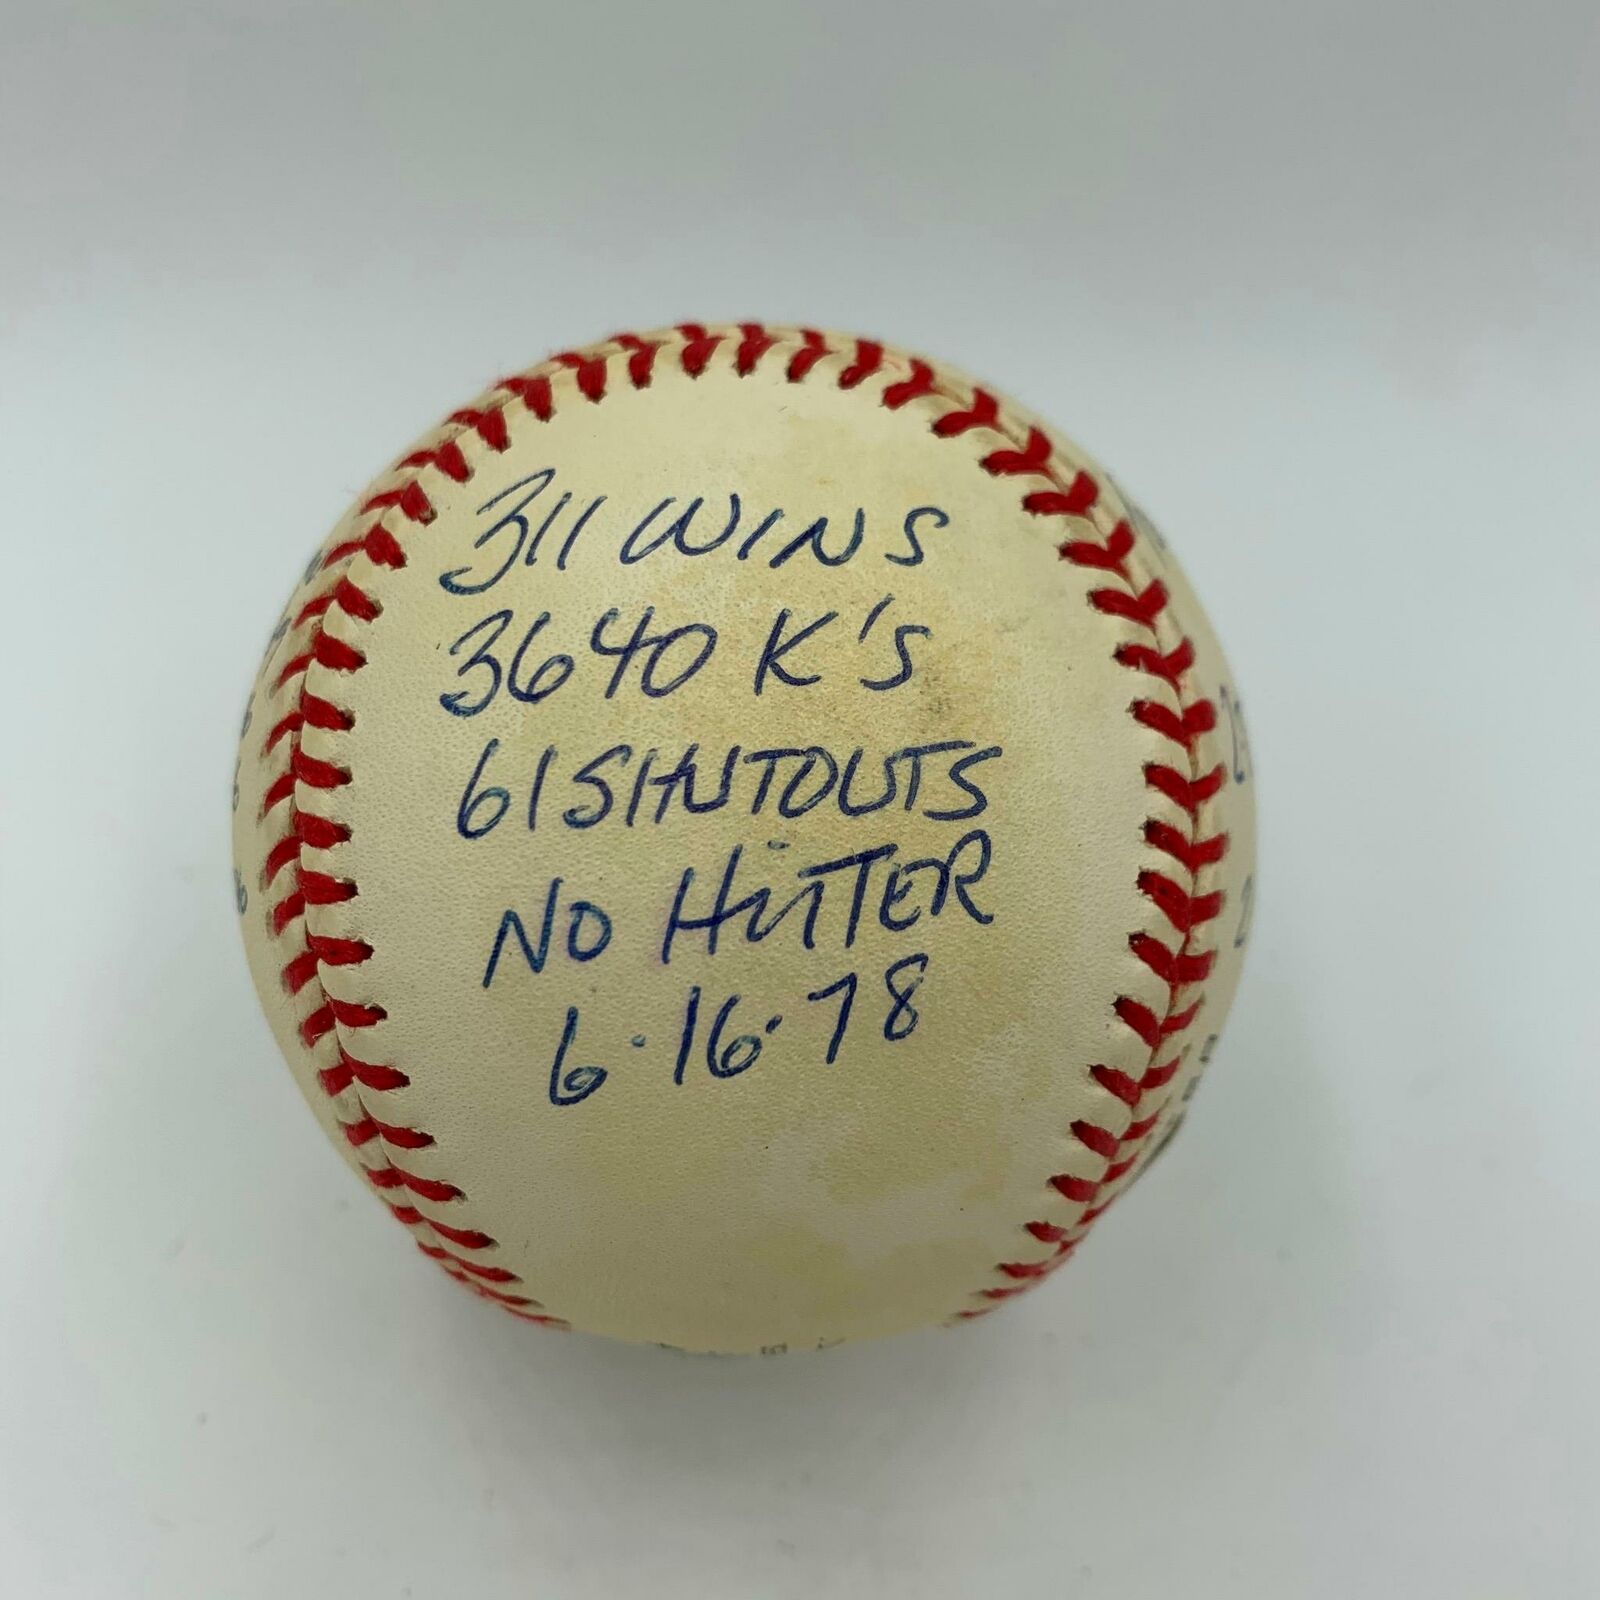 311 WINS
3640 K'S
61 SHUTOUTS
NO HITTER
6·16·78